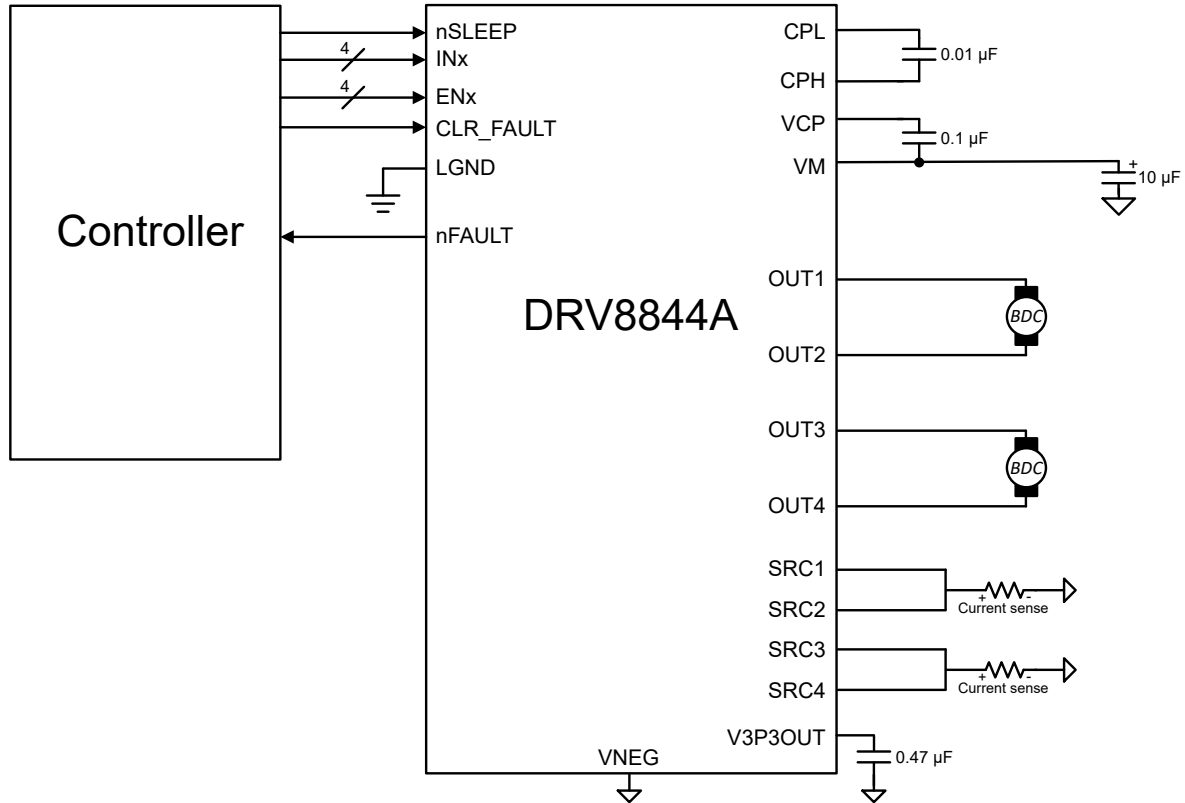 Controller
nSLEEP
4
INx
4
ENx
CLR_FAULT
LGND
nFAULT
DRV8844A
CPL
0.01 µF
CPH
VCP
0.1 µF
VM
+
10 µF
OUT1
BDC
OUT2
OUT3
BDC
OUT4
SRC1
+ -
Current sense
SRC2
SRC3
+ -
Current sense
SRC4
V3P3OUT
0.47 µF
VNEG